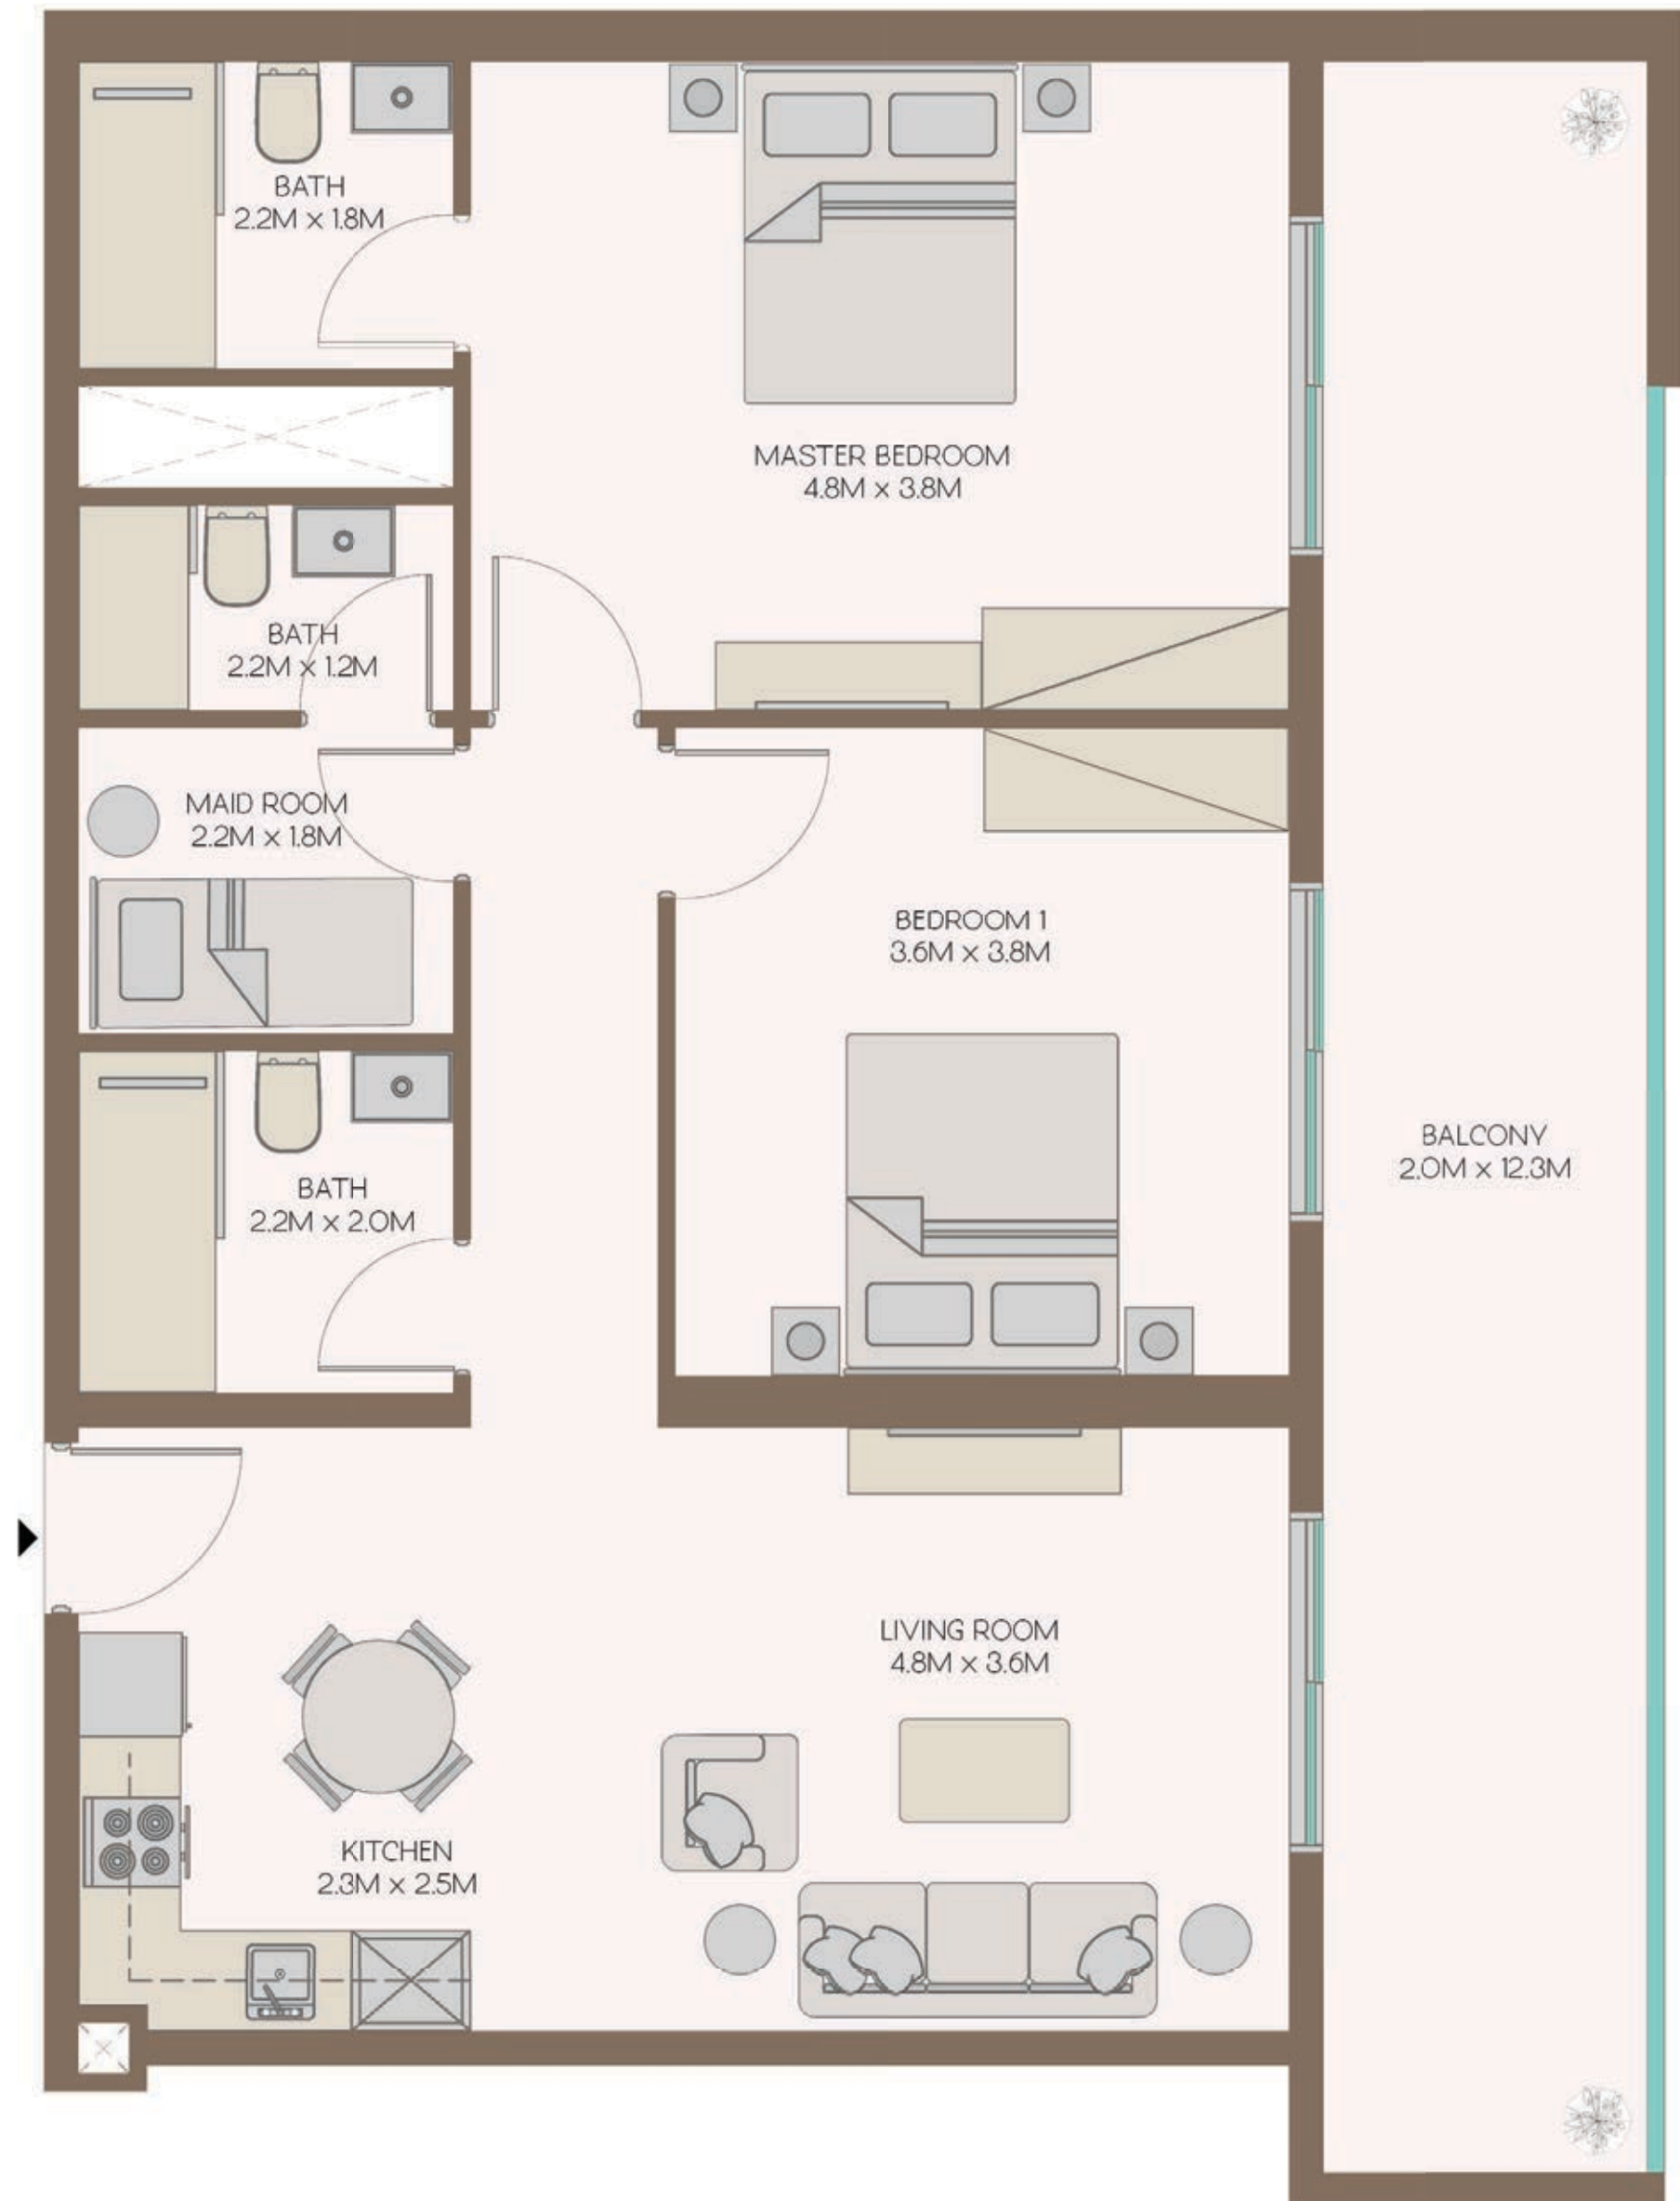 BATH
2.2M x 1.8M
MASTER BEDROOM
4.8M x 3.8M
BATH
2.2M x 1.2M
MAID ROOM
2.2M x 1.8M
BEDROOM 1
3.6M x 3.8M
BALCONY
2.0M x 12.3M
BATH
2.2M x 2.0M
LIVING ROOM
4.8M x 3.6M
KITCHEN
2.3M x 2.5M